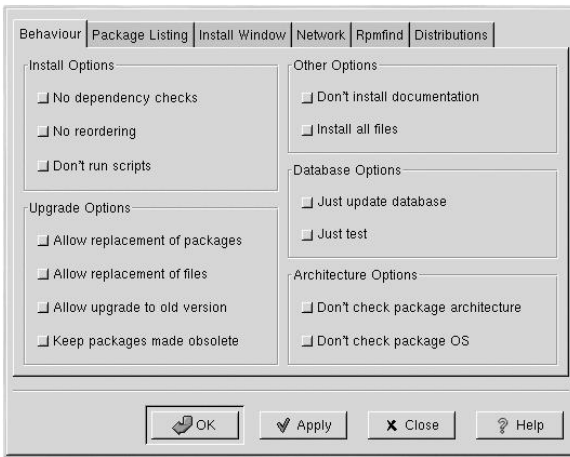 Behaviour Package Listing Install Window Network Rpmfind Distributions
Install Options
No dependency checks
No reordering
Don't run scripts
Upgrade Options
Allow replacement of packages
Allow replacement of files
Allow upgrade to old version
Keep packages made obsolete
Other Options
Don't install documentation
Install all files
Database Options
Just update database
Just test
Architecture Options
Don't check package architecture
Don't check package OS
OK Apply Close Help